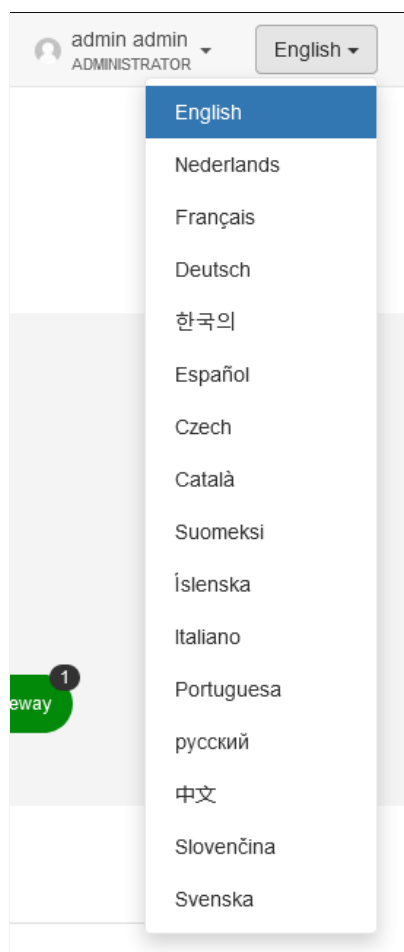 admin admin
ADMINISTRATOR
English
English
Nederlands
Français
Deutsch
한국의
Español
Czech
Català
Suomeksi
Íslenska
Italiano
1
eway
Portuguesa
русский
中文
Slovenčina
Svenska